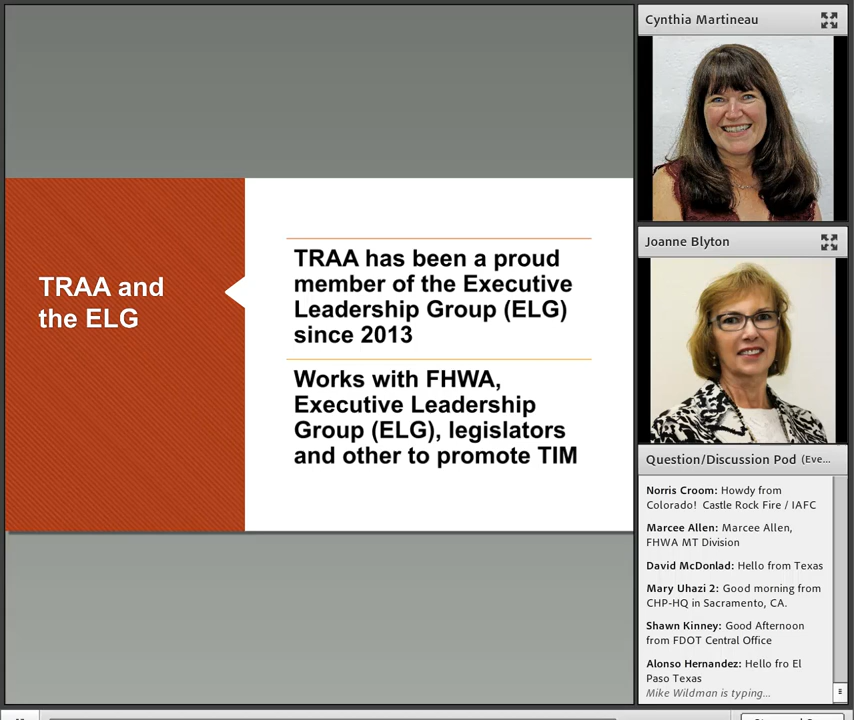 Cynthia Martineau
TRAA and
the ELG
TRAA has been a proud
member of the Executive
Leadership Group (ELG)
since 2013
Works with FHWA,
Executive Leadership
Group (ELG), legislators
and other to promote TIM
Joanne Blyton
Question/Discussion Pod (Eve...
Norris Croom: Howdy from
Colorado! Castle Rock Fire / IAFC
Marcee Allen: Marcee Allen,
FHWA MT Division
David McDonlad: Hello from Texas
Mary Uhazi 2: Good morning from
CHP-HQ in Sacramento, CA.
Shawn Kinney: Good Afternoon
from FDOT Central Office
Alonso Hernandez: Hello fro El
Paso Texas
Mike Wildman is typing...